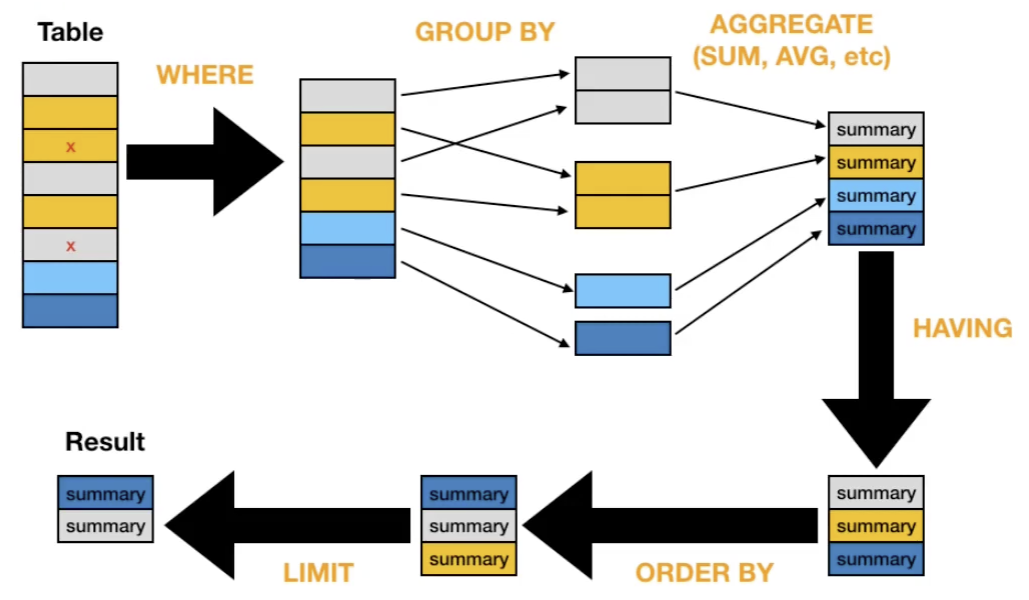 Table
WHERE
GROUP BY
AGGREGATE
(SUM, AVG, etc)
x
x
summary
summary
summary
summary
HAVING
summary
summary
summary
ORDER BY
summary
summary
summary
LIMIT
Result
summary
summary